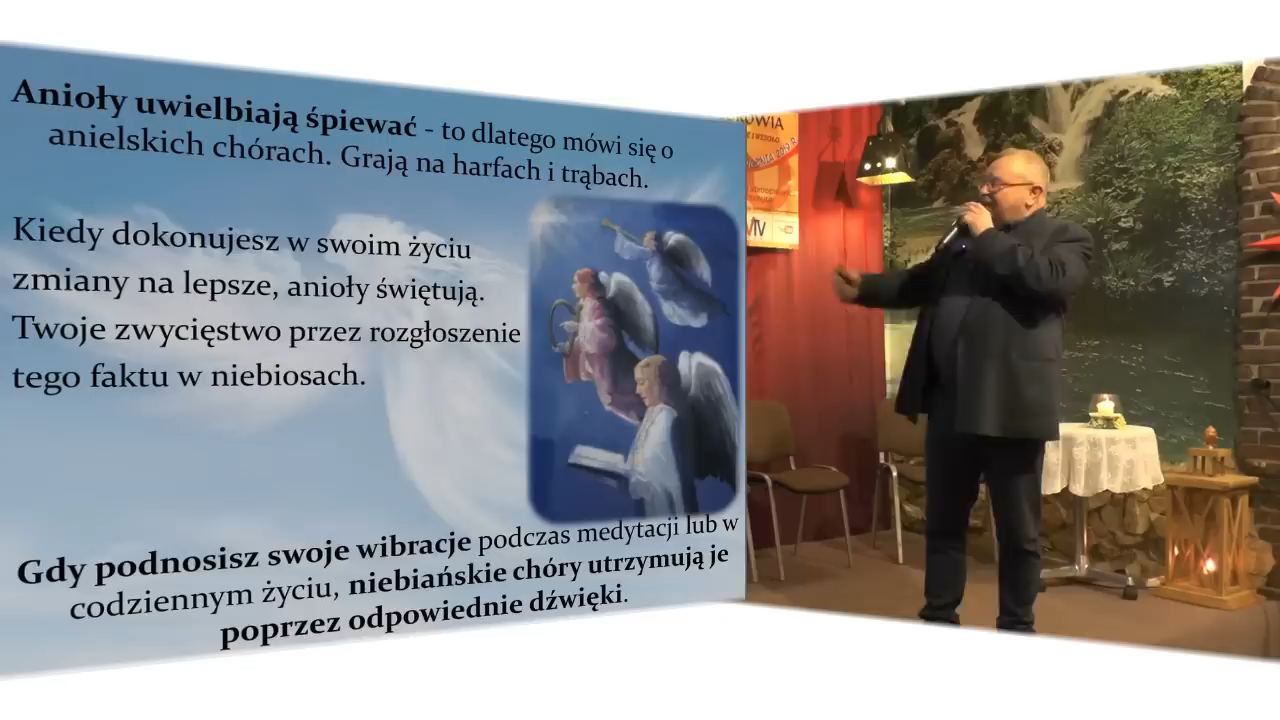 Anioły uwielbiają śpiewać - to dlatego mówi się o
anielskich chórach. Grają na harfach i trąbach.
Kiedy dokonujesz w swoim życiu
zmiany na lepsze, anioły świętują.
Twoje zwycięstwo przez rozgłoszenie
tego faktu w niebiosach.
Gdy podnosisz swoje wibracje podczas medytacji lub w
codziennym życiu, niebiańskie chóry utrzymują je
poprzez odpowiednie dźwięki.